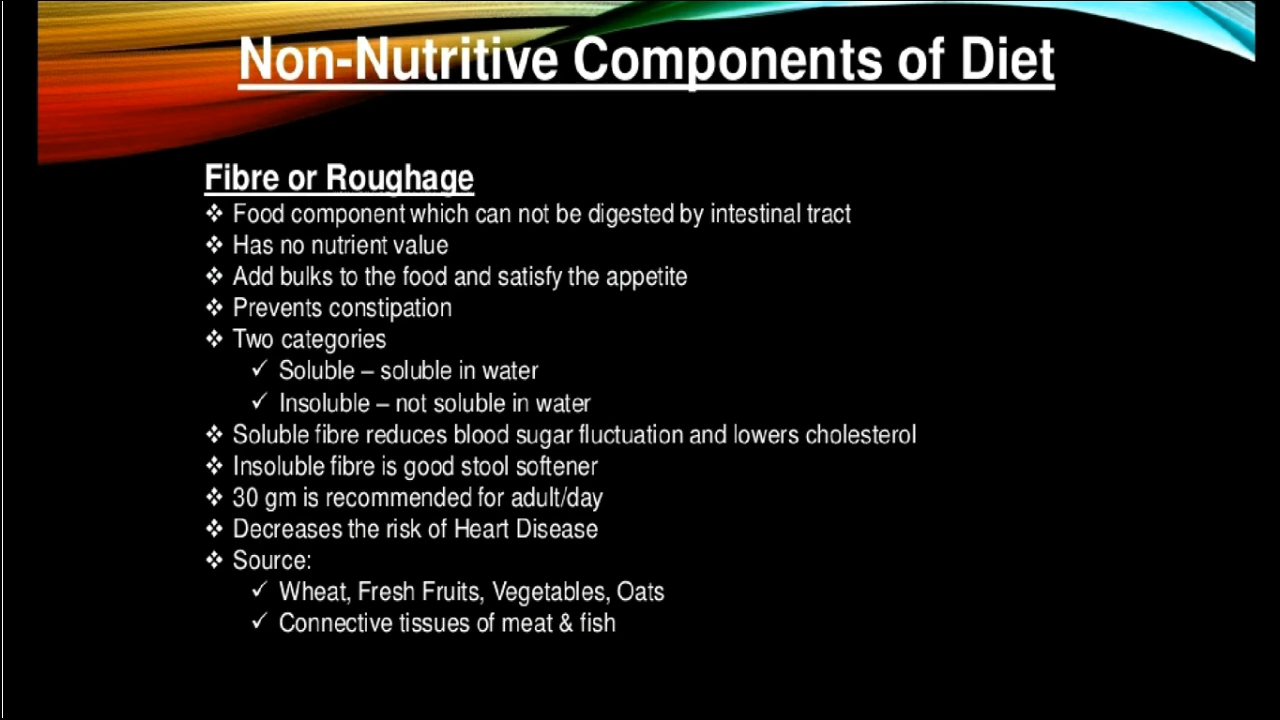 Non-Nutritive Components of Diet
Fibre or Roughage
❖ Food component which can not be digested by intestinal tract
❖ Has no nutrient value
❖ Add bulks to the food and satisfy the appetite
❖ Prevents constipation
❖ Two categories
✓ Soluble – soluble in water
✓ Insoluble – not soluble in water
❖ Soluble fibre reduces blood sugar fluctuation and lowers cholesterol
❖ Insoluble fibre is good stool softener
❖ 30 gm is recommended for adult/day
❖ Decreases the risk of Heart Disease
❖ Source:
✓ Wheat, Fresh Fruits, Vegetables, Oats
✓ Connective tissues of meat & fish